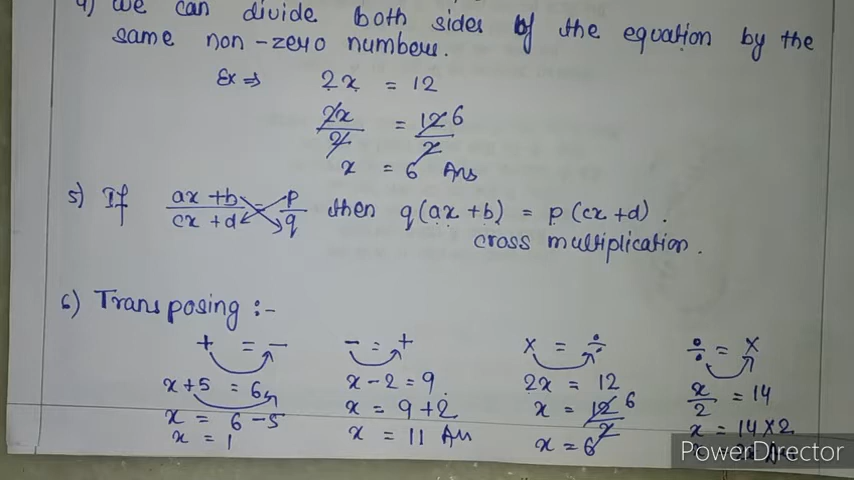 4) We can divide both sides of the equation by the
same non-zero numbers.
Ex ⇒ 2x = 12
2x/2 = 12/2 6
x = 6 Ans
5) If (ax + b)/(cx + d) = p/q then q(ax + b) = p(cx + d).
cross multiplication.
6) Transposing :-
+ = −    − = +    × = ÷    ÷ = ×
x + 5 = 6    x − 2 = 9    2x = 12    x/2 = 14
x = 6 − 5    x = 9 + 2    x = 12/2 6    x = 14 × 2
x = 1    x = 11 Ans    x = 6
PowerDirector